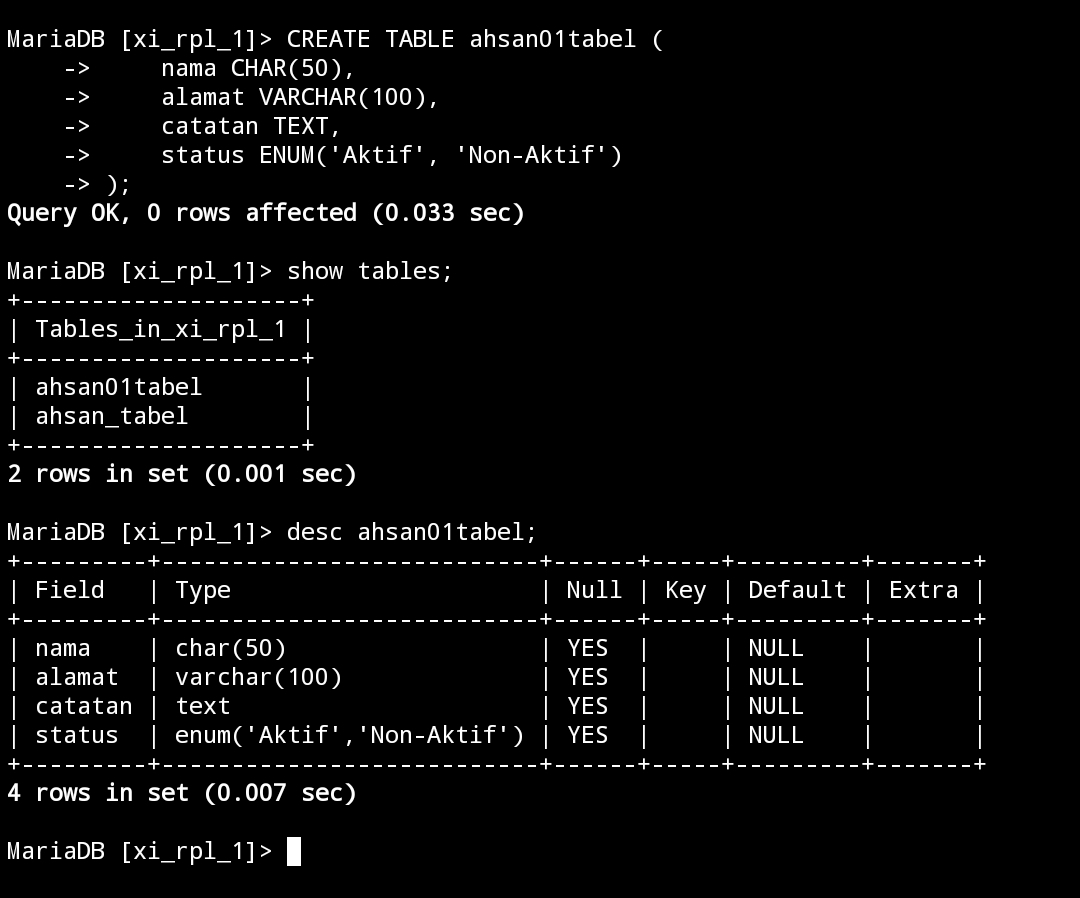 MariaDB [xi_rpl_1]> CREATE TABLE ahsan01tabel (
    ->     nama CHAR(50),
    ->     alamat VARCHAR(100),
    ->     catatan TEXT,
    ->     status ENUM('Aktif', 'Non-Aktif')
    -> );
Query OK, 0 rows affected (0.033 sec)

MariaDB [xi_rpl_1]> show tables;
+--------------------+
| Tables_in_xi_rpl_1 |
+--------------------+
| ahsan01tabel       |
| ahsan_tabel        |
+--------------------+
2 rows in set (0.001 sec)

MariaDB [xi_rpl_1]> desc ahsan01tabel;
+---------+---------------------------+------+-----+---------+-------+
| Field   | Type                      | Null | Key | Default | Extra |
+---------+---------------------------+------+-----+---------+-------+
| nama    | char(50)                  | YES  |     | NULL    |       |
| alamat  | varchar(100)              | YES  |     | NULL    |       |
| catatan | text                      | YES  |     | NULL    |       |
| status  | enum('Aktif','Non-Aktif') | YES  |     | NULL    |       |
+---------+---------------------------+------+-----+---------+-------+
4 rows in set (0.007 sec)

MariaDB [xi_rpl_1]>